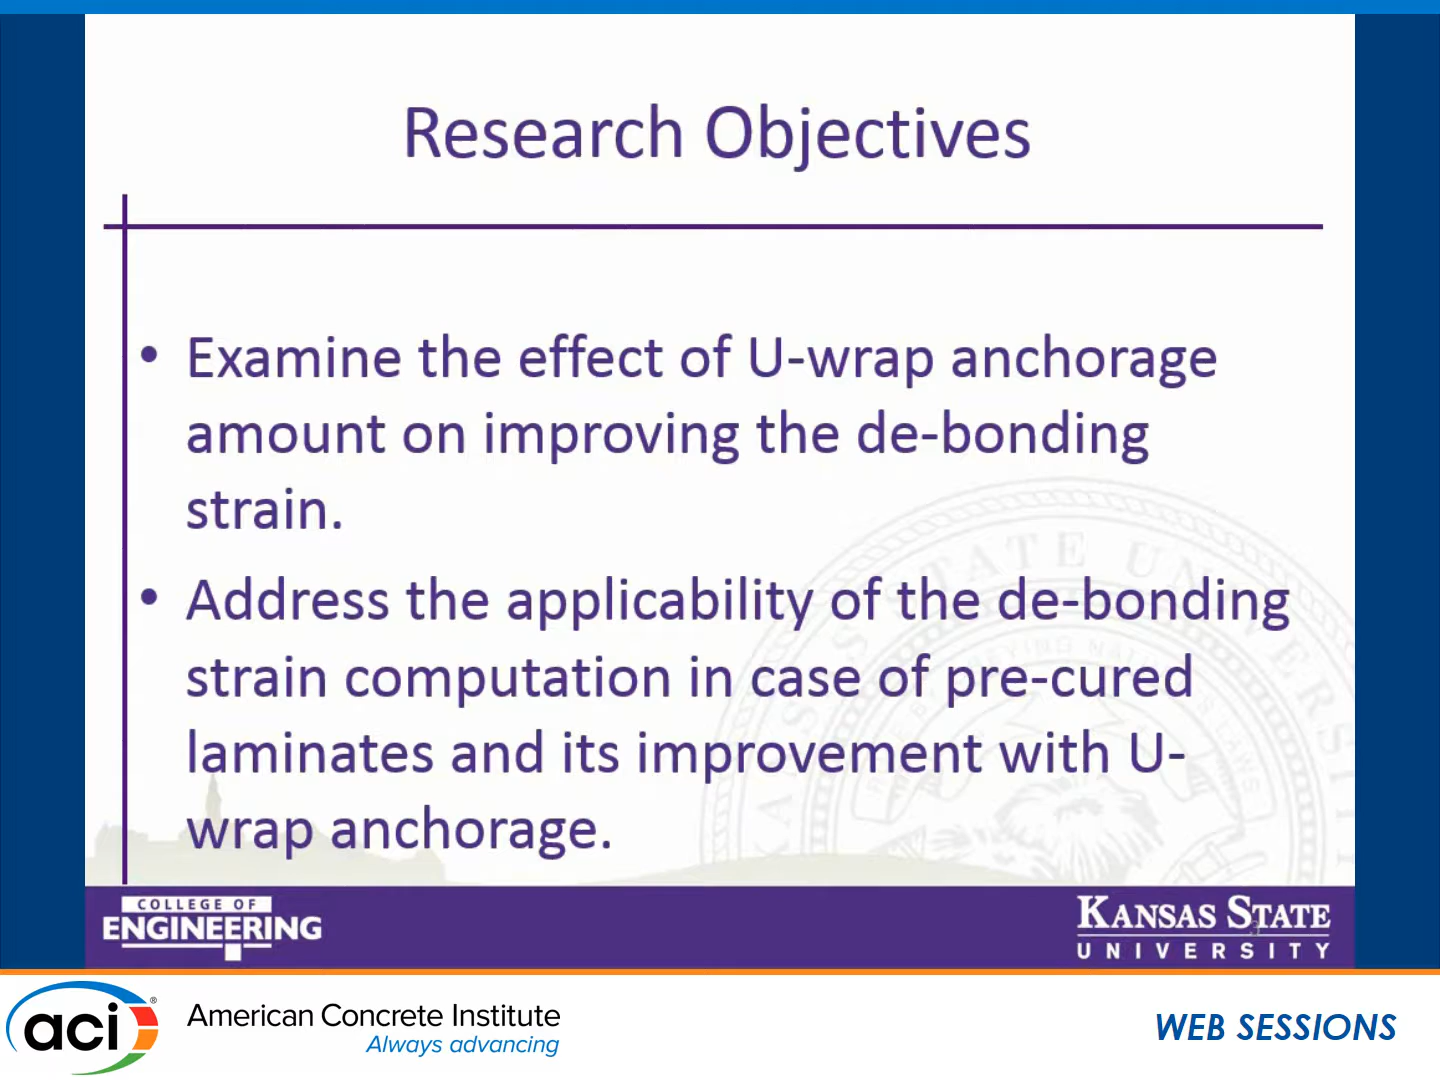 Research Objectives
• Examine the effect of U-wrap anchorage
amount on improving the de-bonding
strain.
• Address the applicability of the de-bonding
strain computation in case of pre-cured
laminates and its improvement with U-
wrap anchorage.
COLLEGE OF
ENGINEERING
KANSAS STATE
UNIVERSITY
3
aci®
American Concrete Institute
Always advancing
WEB SESSIONS